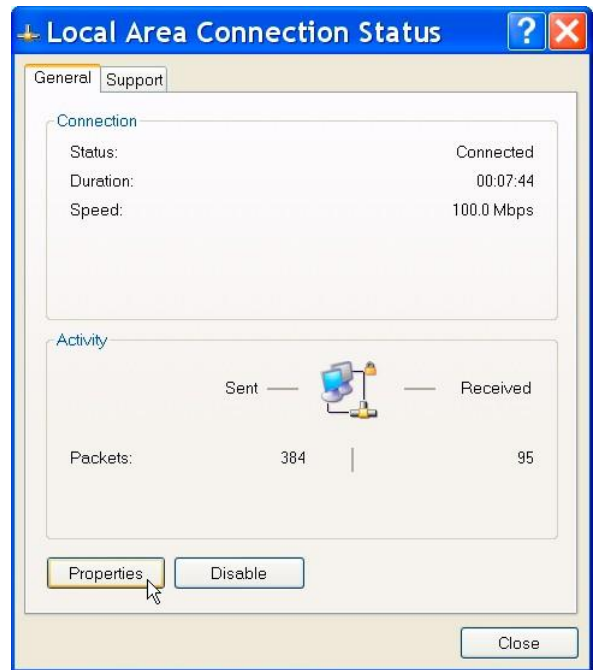 Local Area Connection Status ?
General Support
Connection
Status: Connected
Duration: 00:07:44
Speed: 100.0 Mbps
Activity
Sent Received
Packets: 384 95
Properties Disable
Close